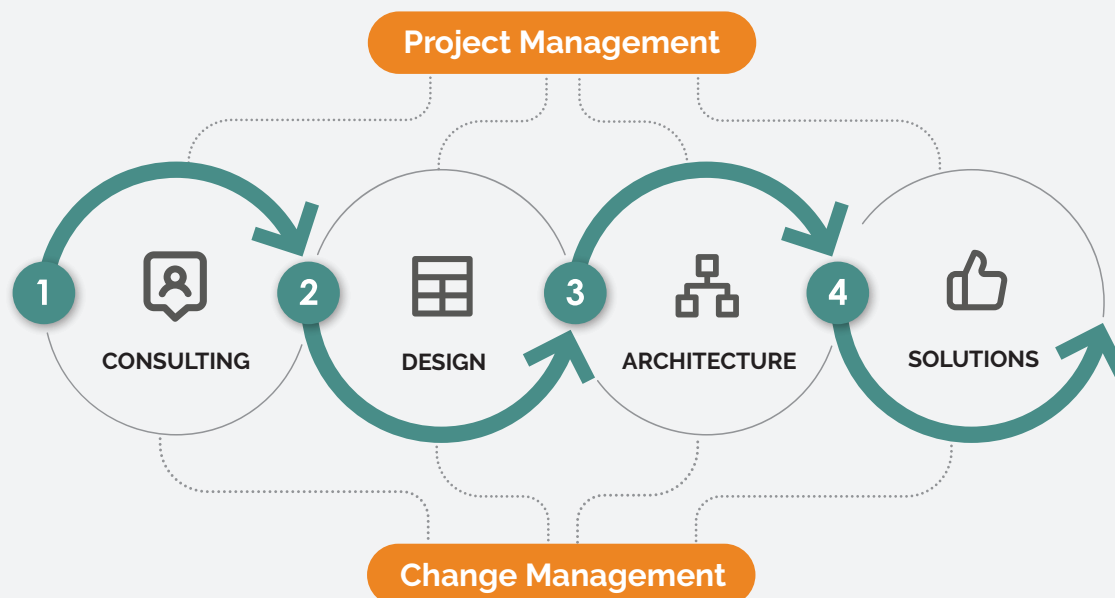 Project Management
1
2
3
4
CONSULTING
DESIGN
ARCHITECTURE
SOLUTIONS
Change Management